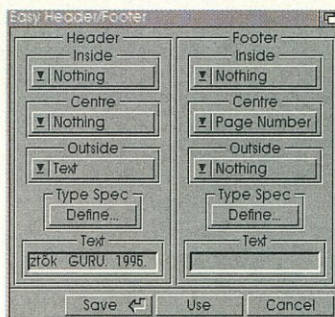 Easy Header/Footer
Header
Inside
Nothing
Centre
Nothing
Outside
Text
Type Spec
Define...
Text
ztők GURU. 1995.
Footer
Inside
Nothing
Centre
Page Number
Outside
Nothing
Type Spec
Define...
Text
Save
Use
Cancel